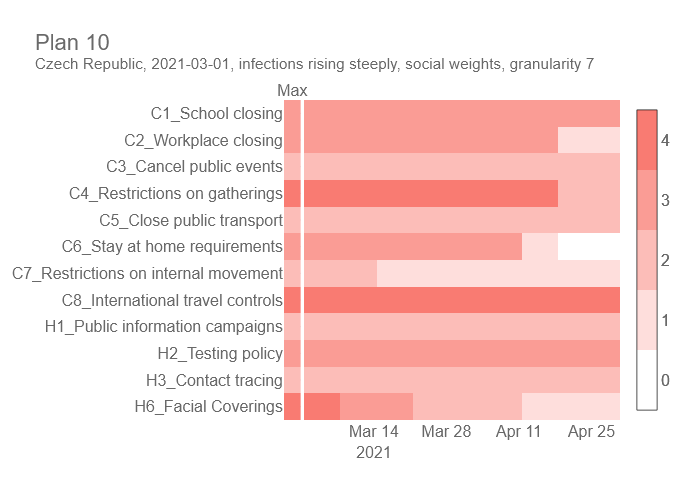 Plan 10
Czech Republic, 2021-03-01, infections rising steeply, social weights, granularity 7
Max
C1_School closing
C2_Workplace closing
C3_Cancel public events
C4_Restrictions on gatherings
C5_Close public transport
C6_Stay at home requirements
C7_Restrictions on internal movement
C8_International travel controls
H1_Public information campaigns
H2_Testing policy
H3_Contact tracing
H6_Facial Coverings
Mar 14 Mar 28 Apr 11 Apr 25
2021
4
3
2
1
0